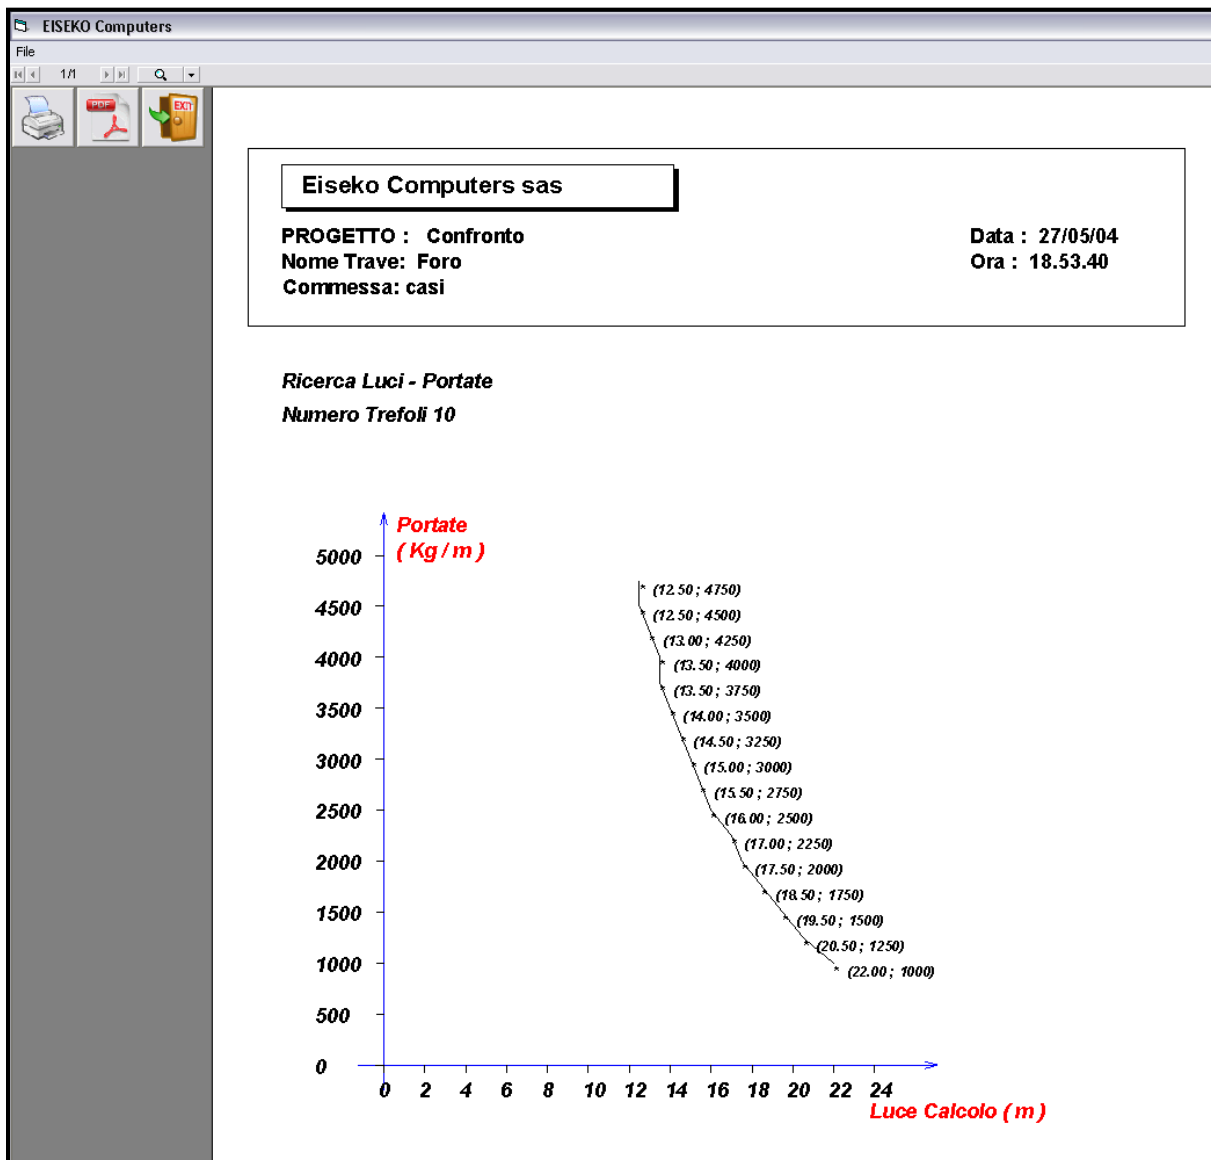 EISEKO Computers
File
1/1
PDF
EXIT
Eiseko Computers sas
PROGETTO :   Confronto
Data :  27/05/04
Nome Trave:  Foro
Ora :  18.53.40
Commessa: casi
Ricerca Luci - Portate
Numero Trefoli 10
Portate
( Kg / m )
5000
(12.50 ; 4750)
4500
(12.50 ; 4500)
(13.00 ; 4250)
4000
(13.50 ; 4000)
(13.50 ; 3750)
3500
(14.00 ; 3500)
(14.50 ; 3250)
3000
(15.00 ; 3000)
(15.50 ; 2750)
2500
(16.00 ; 2500)
(17.00 ; 2250)
2000
(17.50 ; 2000)
(18.50 ; 1750)
1500
(19.50 ; 1500)
(20.50 ; 1250)
1000
(22.00 ; 1000)
500
0
0 2 4 6 8 10 12 14 16 18 20 22 24
Luce Calcolo ( m )